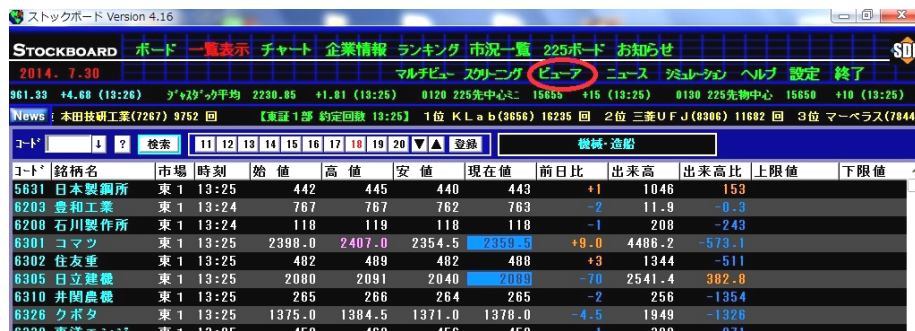 ストックボード Version 4.16
STOCKBOARD ボード 一覧表示 チャート 企業情報 ランキング 市況一覧 225ボード お知らせ
2014. 7.30 マルチビュー スクリーニング ビューア ニュース シミュレーション ヘルプ 設定 終了
961.33 +4.68 (13:26) ジャスダック平均 2230.85 +1.81 (13:25) 0120 225先中心ミニ 15655 +15 (13:25) 0130 225先物中心 15650 +10 (13:25)
News 本田技研工業(7267) 9752 回 【東証1部 約定回数 13:25】 1位 KLab(3656) 16235 回 2位 三菱UFJ(8306) 11682 回 3位 マーベラス(7844
コード ↓ ? 検索 11 12 13 14 15 16 17 18 19 20 ▼ ▲ 登録 機械・造船
コード 銘柄名 市場 時刻 始 値 高 値 安 値 現在値 前日比 出来高 出来高比 上限値 下限値
5631 日本製鋼所 東1 13:25 442 445 440 443 +1 1046 153
6203 豊和工業 東1 13:24 767 767 762 763 -2 11.9 -0.3
6208 石川製作所 東1 13:24 118 119 118 118 -1 208 -243
6301 コマツ 東1 13:25 2398.0 2407.0 2354.5 2359.5 +9.0 4486.2 -573.1
6302 住友重 東1 13:25 482 489 482 488 +3 1344 -511
6305 日立建機 東1 13:25 2080 2091 2040 2089 -70 2541.4 382.8
6310 井関農機 東1 13:25 265 266 264 265 -2 256 -1354
6326 クボタ 東1 13:25 1375.0 1384.5 1371.0 1378.0 -4.5 1949 -1326